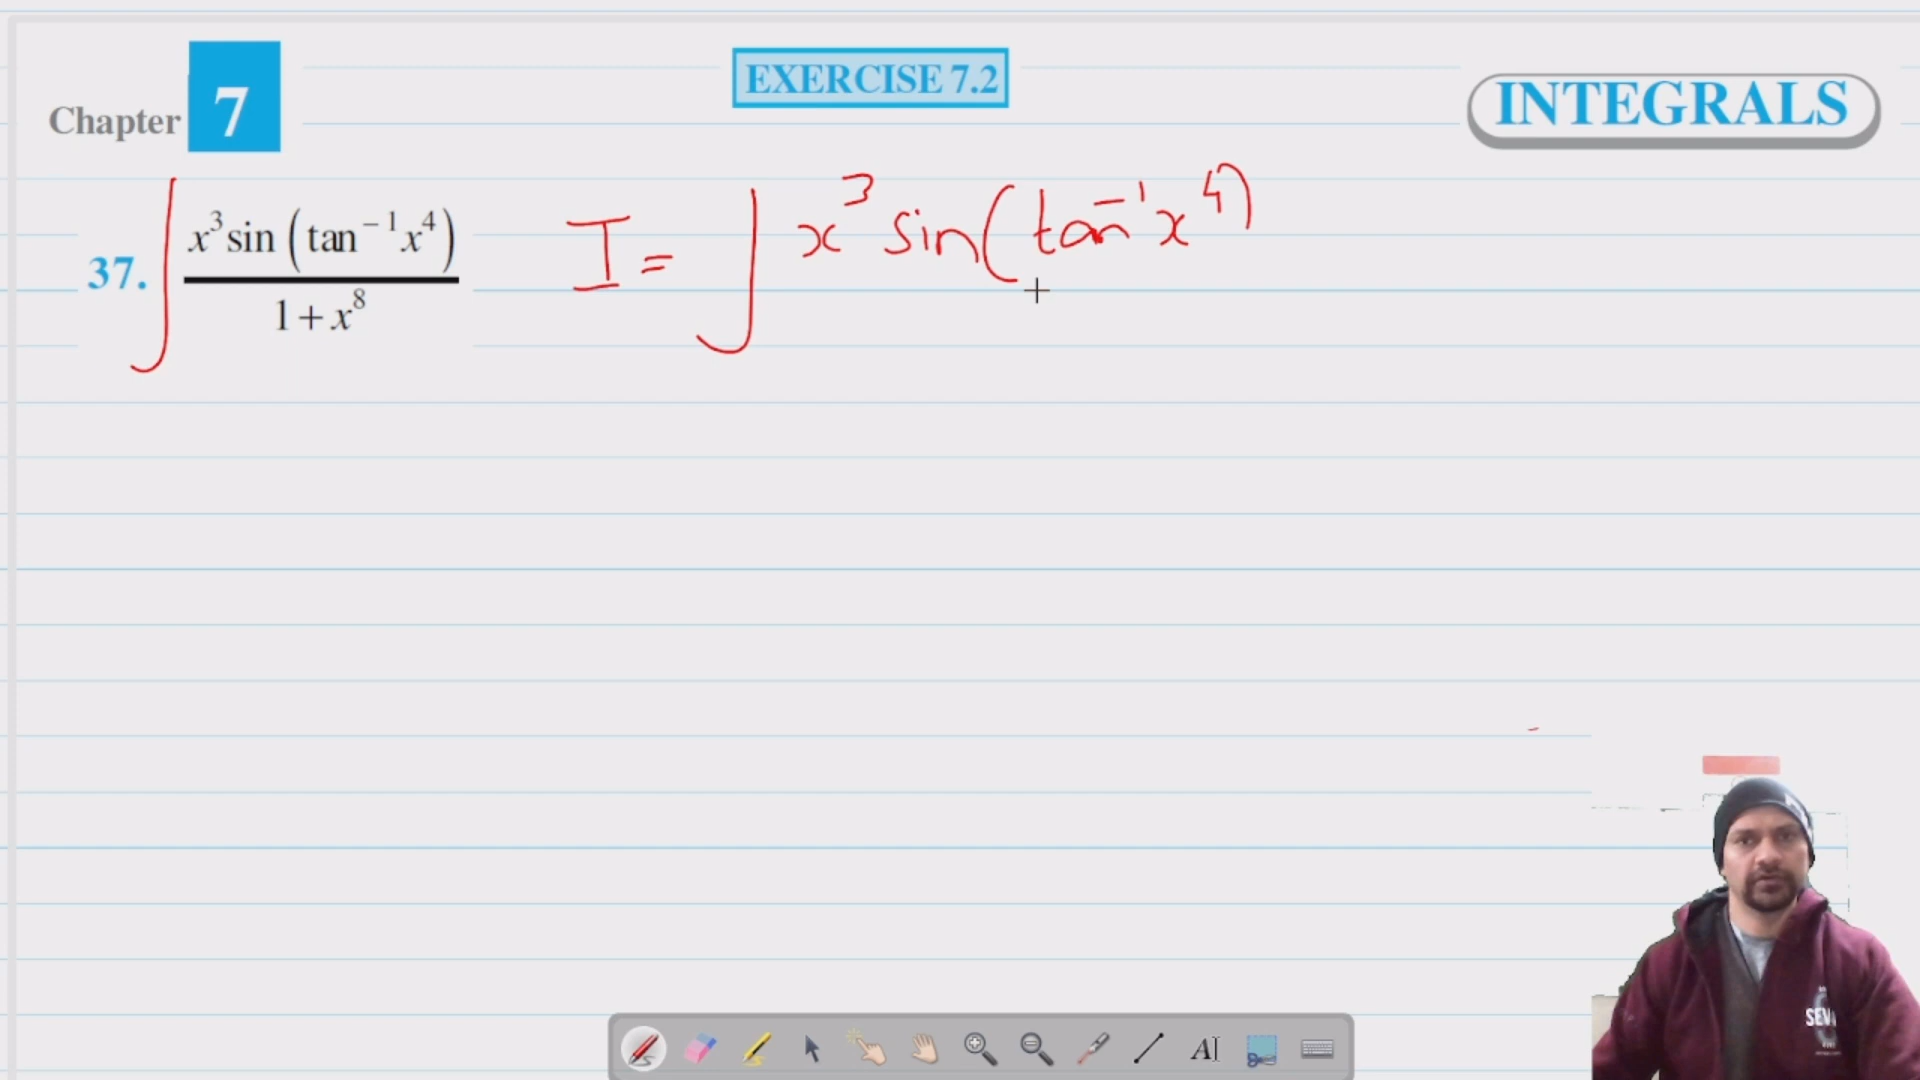 Chapter 7
EXERCISE 7.2
INTEGRALS
37. ∫ x³ sin (tan⁻¹ x⁴) / 1 + x⁸
I = ∫ x³ sin(tan⁻¹ x⁴)
AI